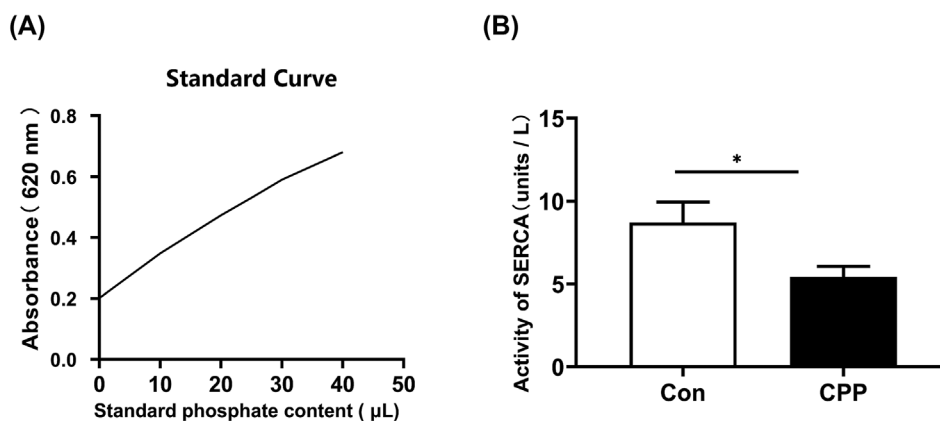 (A)
Standard Curve
Absorbance ( 620 nm )
0.8
0.6
0.4
0.2
0.0
0 10 20 30 40 50
Standard phosphate content ( μL)
(B)
Activity of SERCA(units / L)
15
10
5
0
*
Con CPP